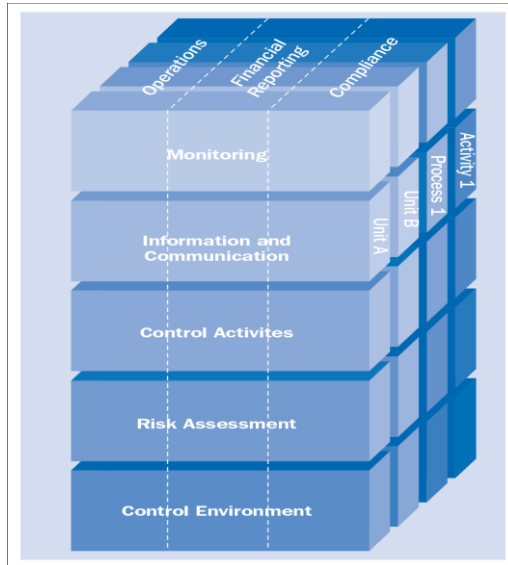 Operations
Financial
Reporting
Compliance
Monitoring
Information and
Communication
Control Activites
Risk Assessment
Control Environment
Unit A
Unit B
Process 1
Activity 1